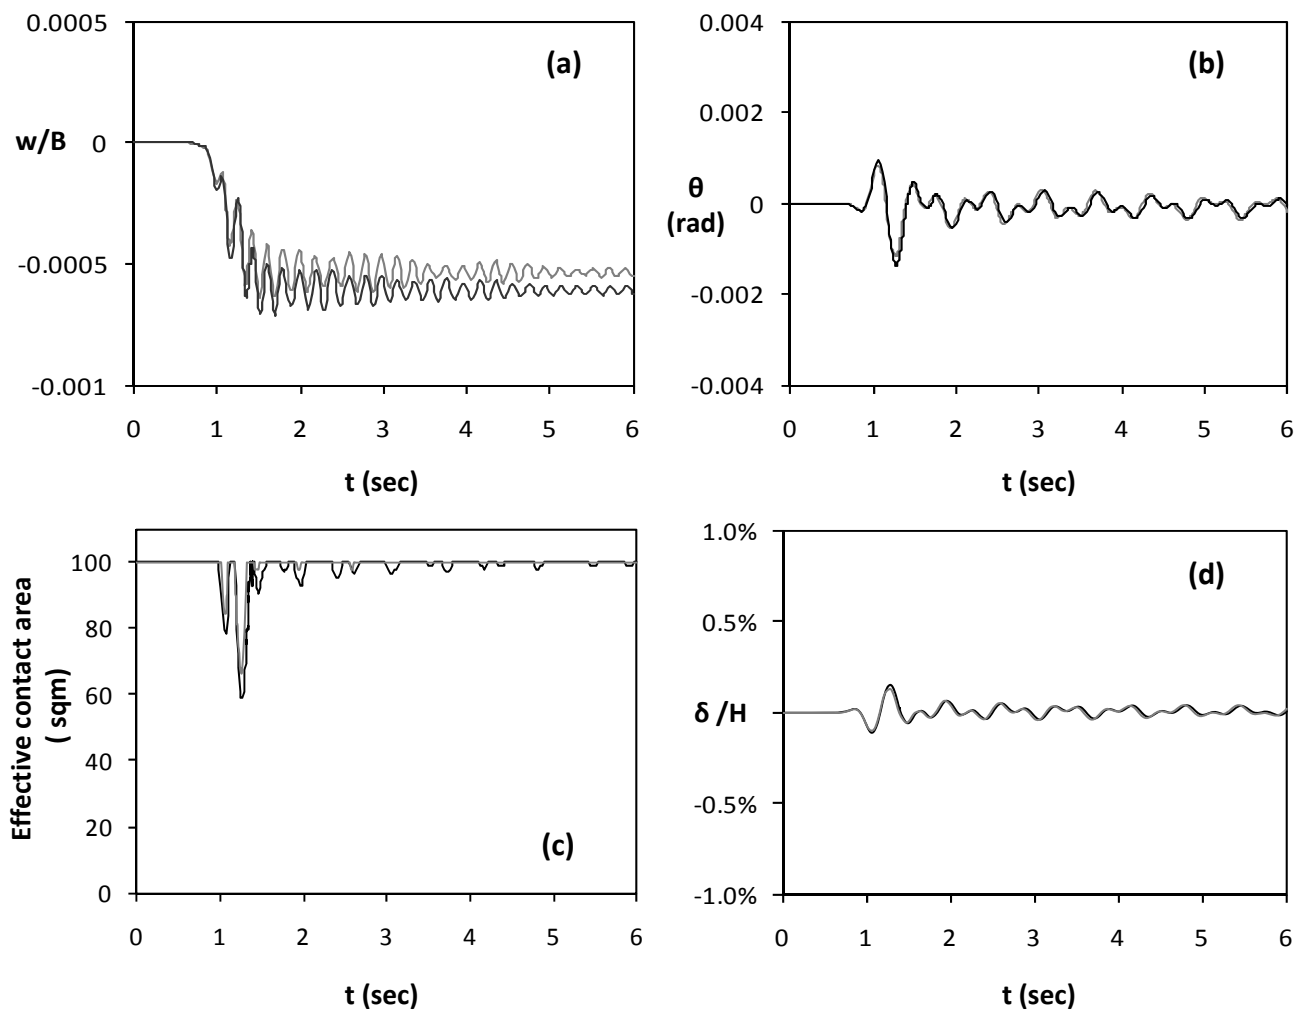 0.0005
(a)
w/B
0
-0.0005
-0.001
0 1 2 3 4 5 6
t (sec)
0.004
(b)
0.002
θ
(rad)
0
-0.002
-0.004
0 1 2 3 4 5 6
t (sec)
Effective contact area
( sqm)
100
80
60
40
20
0
(c)
0 1 2 3 4 5 6
t (sec)
1.0%
(d)
0.5%
δ /H
-0.5%
-1.0%
0 1 2 3 4 5 6
t (sec)